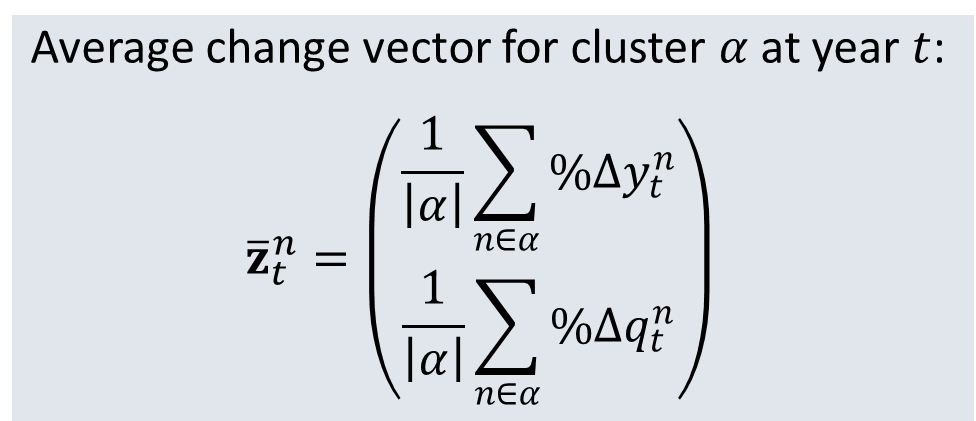 Average change vector for cluster α at year t:
z̄ₜⁿ = ( 1/|α| ∑_{n∈α} %Δyₜⁿ
1/|α| ∑_{n∈α} %Δqₜⁿ )